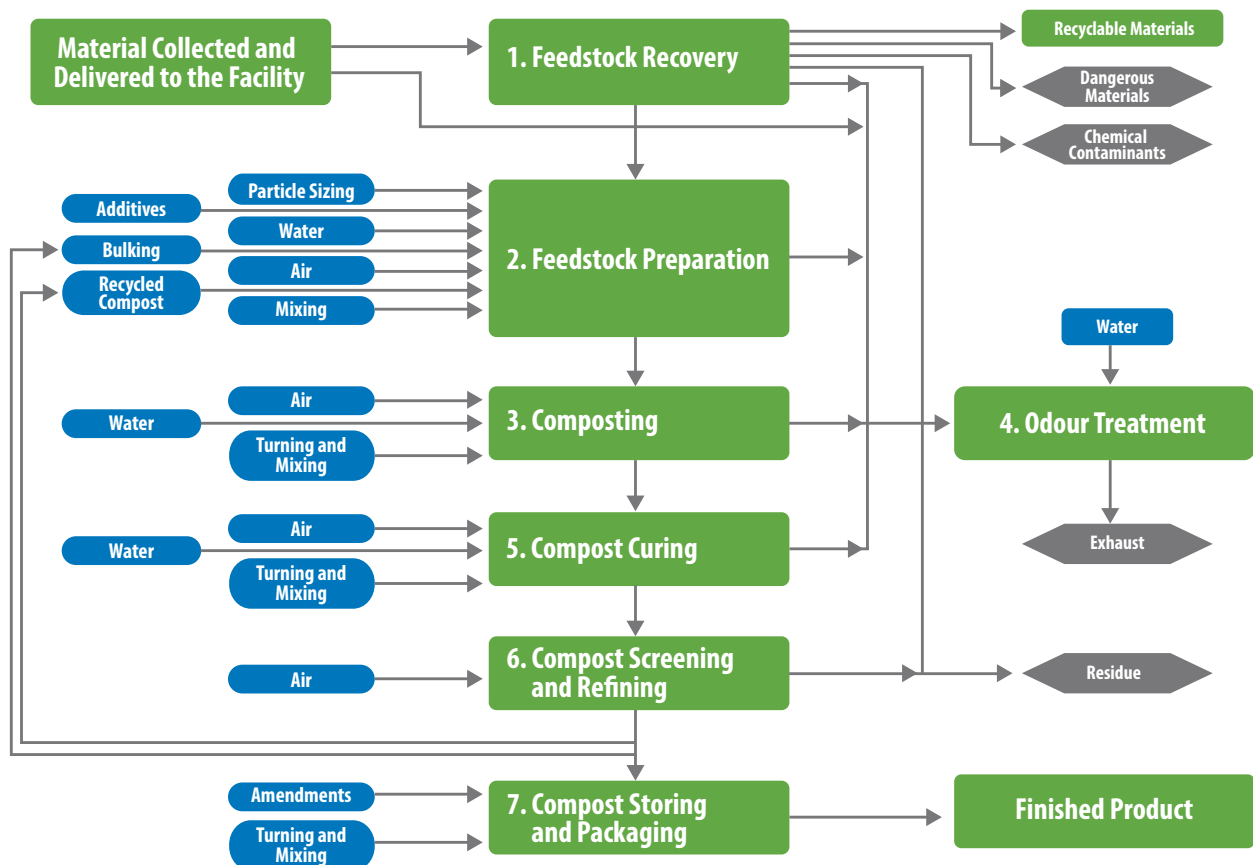 Material Collected and
Delivered to the Facility
1. Feedstock Recovery
Recyclable Materials
Dangerous
Materials
Chemical
Contaminants
Particle Sizing
Additives
Water
Bulking
Air
Recycled
Compost
Mixing
2. Feedstock Preparation
Water
Air
Water
Turning and
Mixing
3. Composting
4. Odour Treatment
Air
Water
Turning and
Mixing
5. Compost Curing
Exhaust
Air
6. Compost Screening
and Refining
Residue
Amendments
Turning and
Mixing
7. Compost Storing
and Packaging
Finished Product